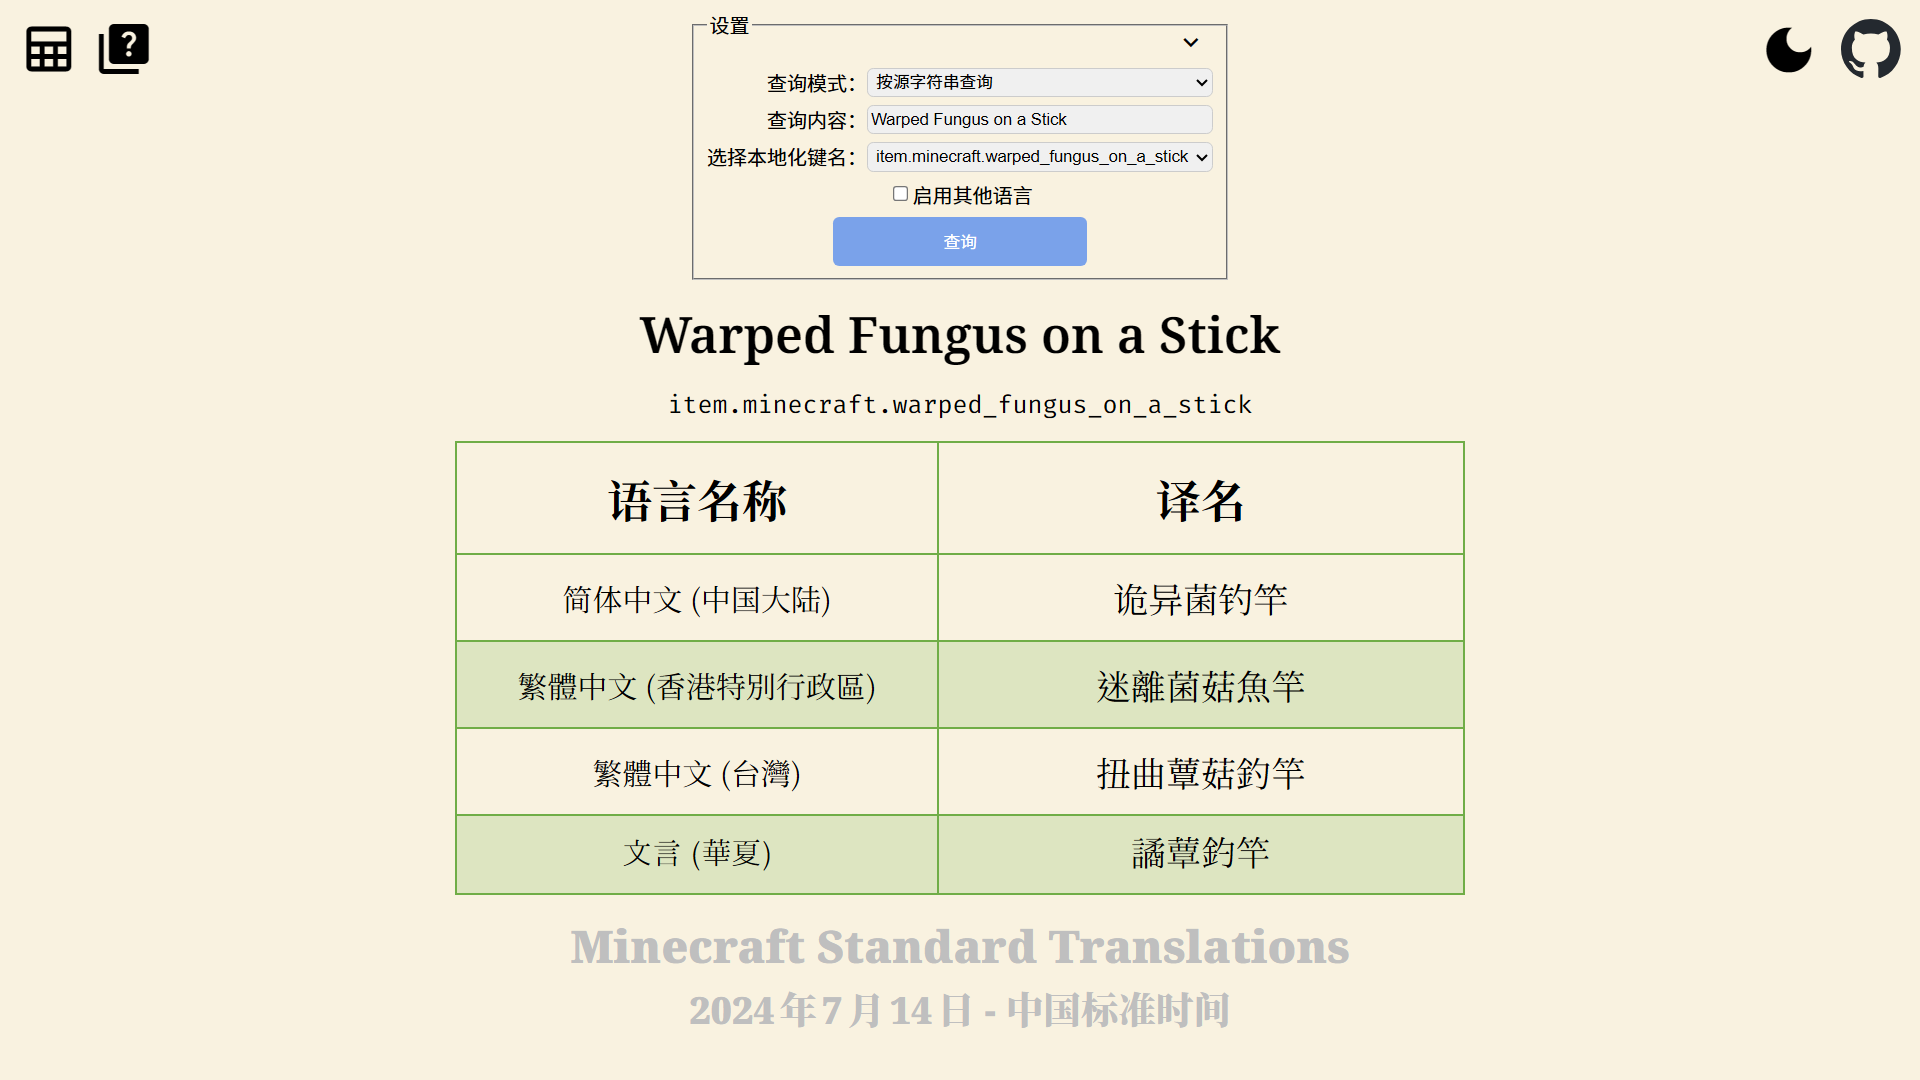 设置
查询模式： 按源字符串查询
查询内容： Warped Fungus on a Stick
选择本地化键名： item.minecraft.warped_fungus_on_a_stick
启用其他语言
查询
Warped Fungus on a Stick
item.minecraft.warped_fungus_on_a_stick
语言名称 译名
简体中文 (中国大陆) 诡异菌钓竿
繁體中文 (香港特別行政區) 迷離菌菇魚竿
繁體中文 (台灣) 扭曲蕈菇釣竿
文言 (華夏) 譎蕈釣竿
Minecraft Standard Translations
2024年7月14日 - 中国标准时间